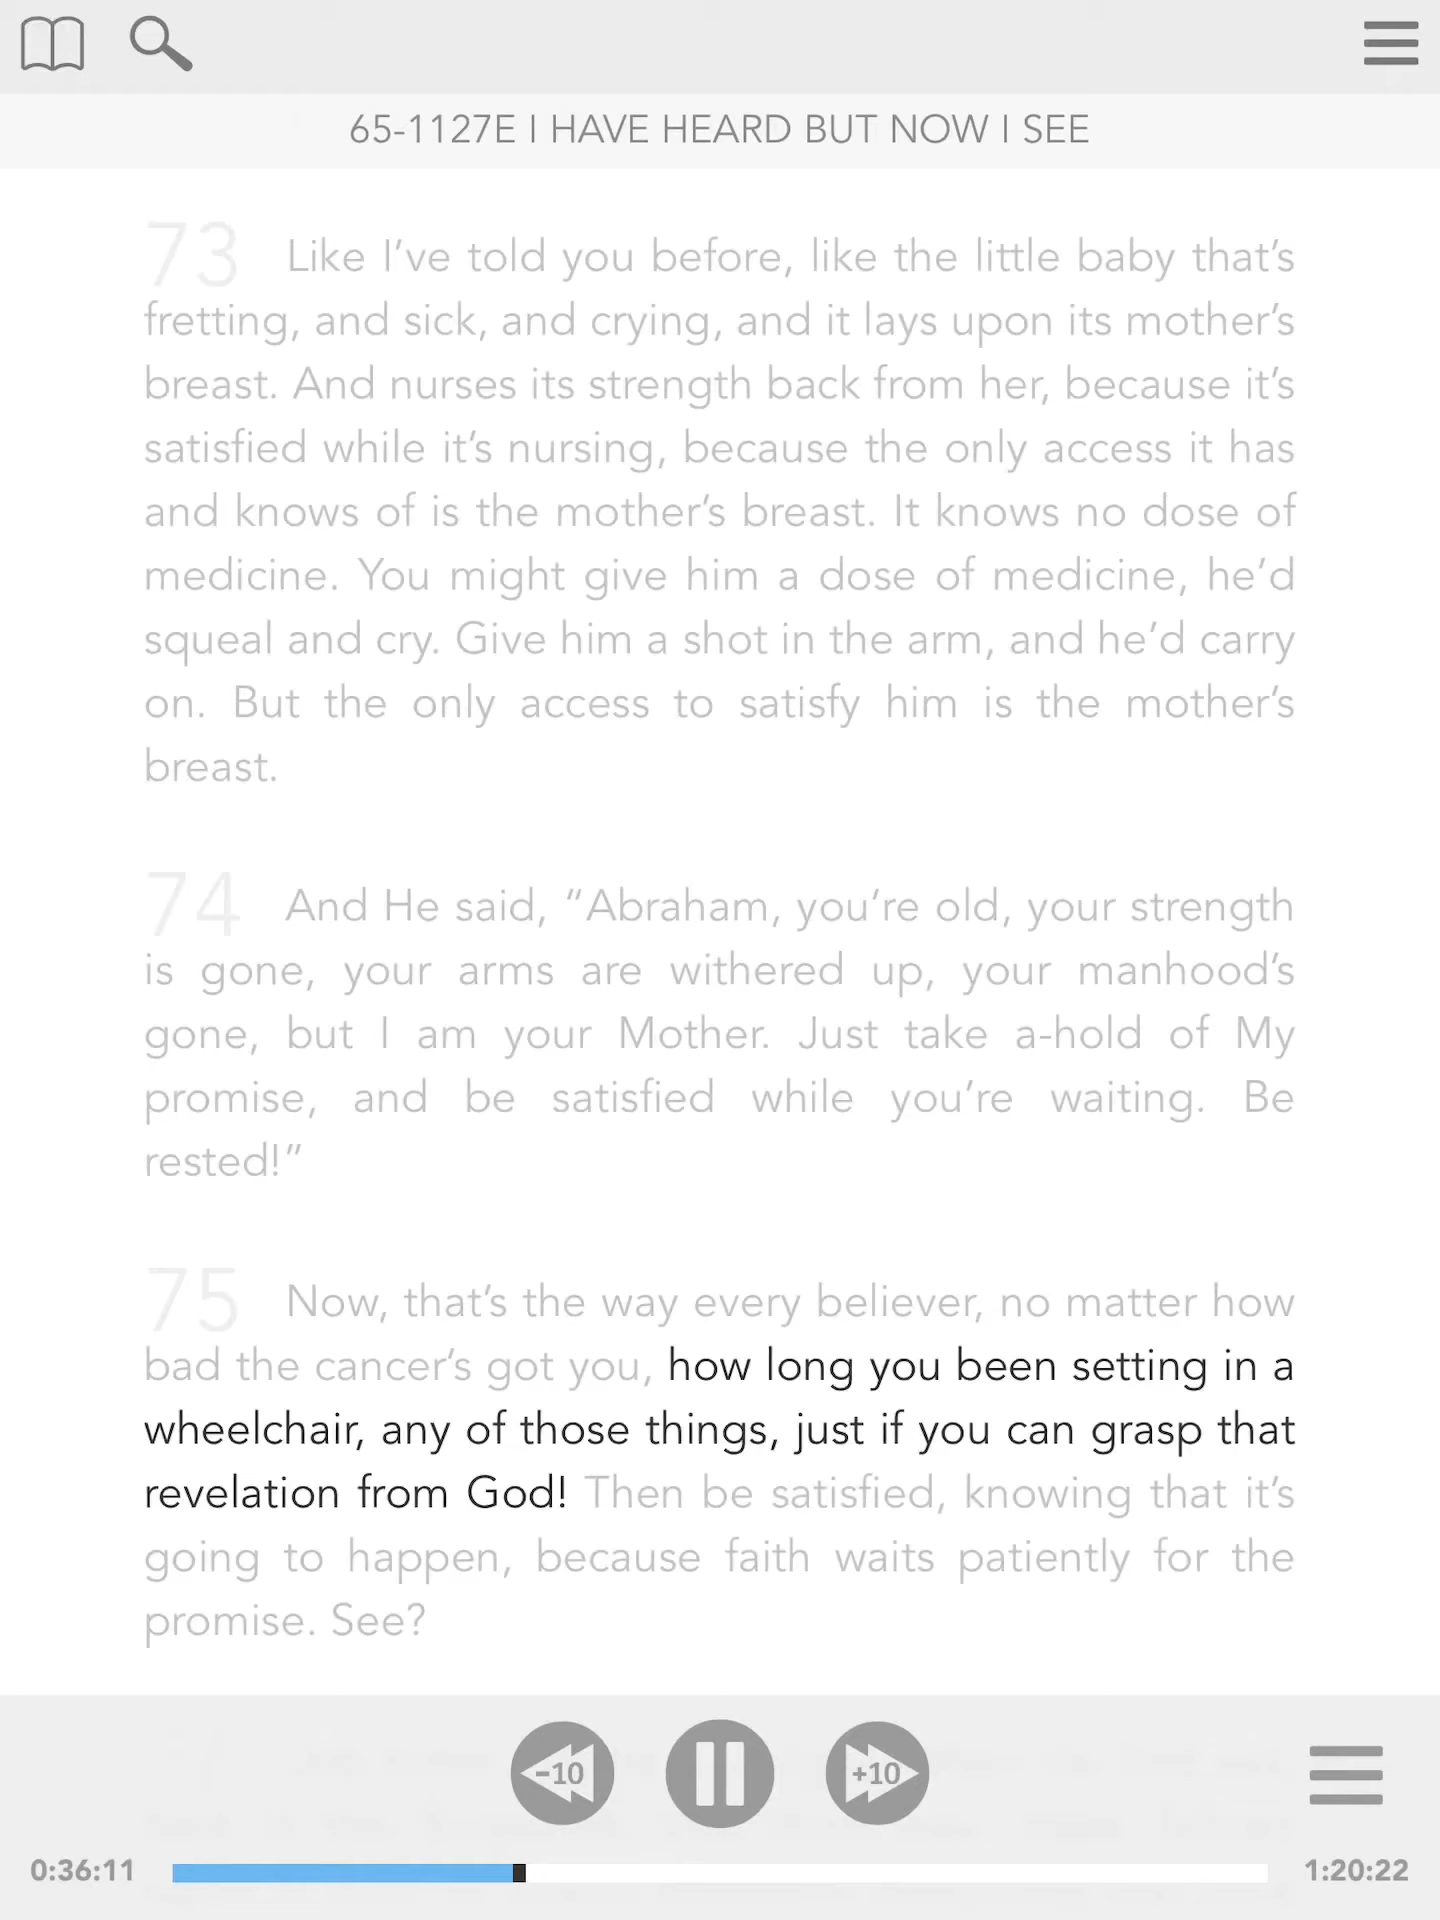 65-1127E I HAVE HEARD BUT NOW I SEE
73 Like I’ve told you before, like the little baby that’s
fretting, and sick, and crying, and it lays upon its mother’s
breast. And nurses its strength back from her, because it’s
satisfied while it’s nursing, because the only access it has
and knows of is the mother’s breast. It knows no dose of
medicine. You might give him a dose of medicine, he’d
squeal and cry. Give him a shot in the arm, and he’d carry
on. But the only access to satisfy him is the mother’s
breast.
74 And He said, “Abraham, you’re old, your strength
is gone, your arms are withered up, your manhood’s
gone, but I am your Mother. Just take a-hold of My
promise, and be satisfied while you’re waiting. Be
rested!”
75 Now, that’s the way every believer, no matter how
bad the cancer’s got you, how long you been setting in a
wheelchair, any of those things, just if you can grasp that
revelation from God! Then be satisfied, knowing that it’s
going to happen, because faith waits patiently for the
promise. See?
-10 +10
0:36:11 1:20:22